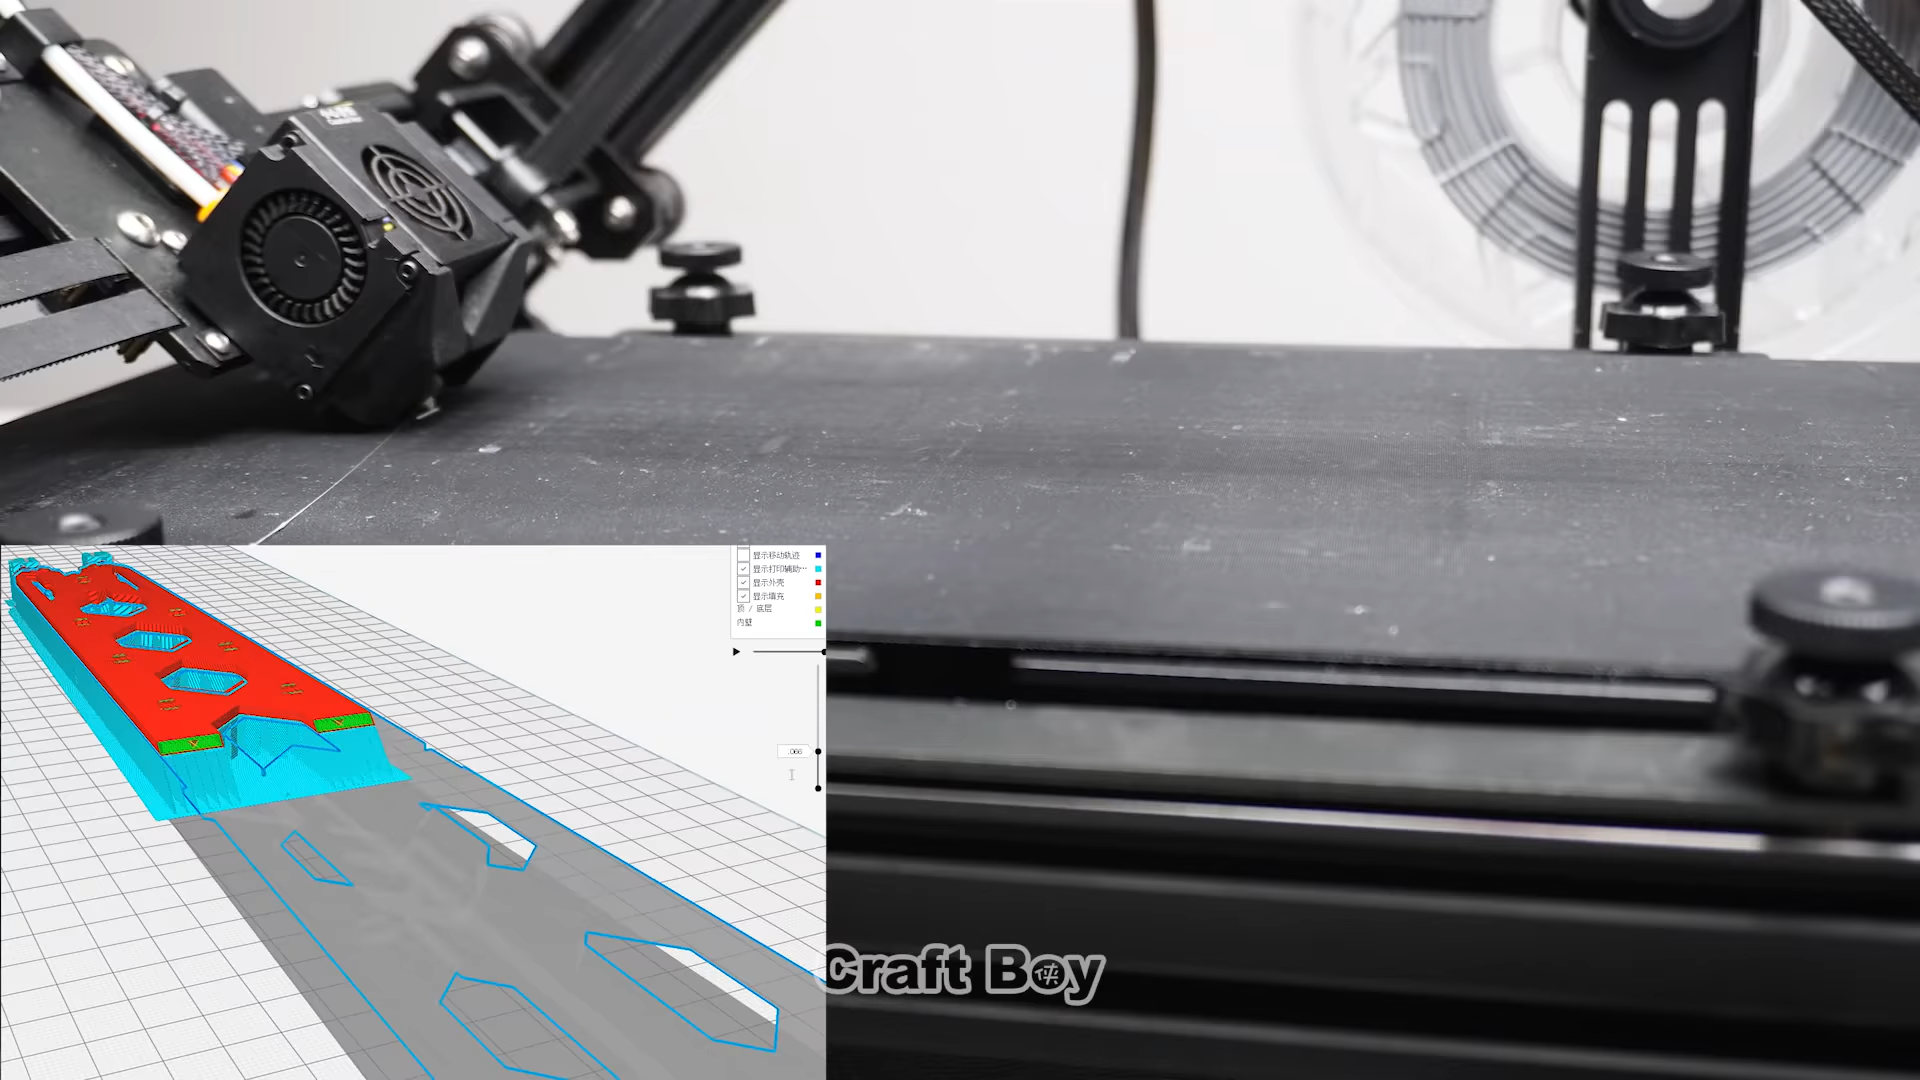 显示移动轨迹
显示打印辅助…
显示外壳
显示填充
顶 / 底层
内壁
Craft Boy
侠